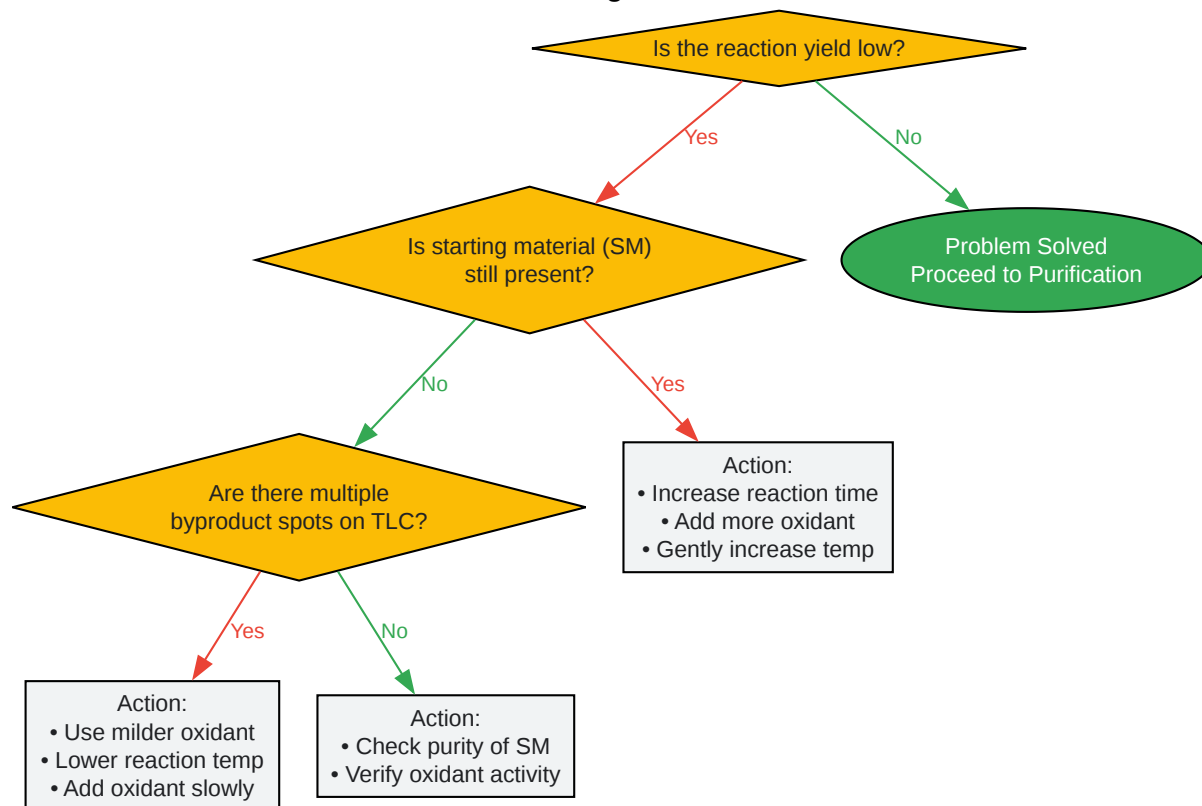 Is the reaction yield low?
Yes
No
Is starting material (SM)
still present?
Problem Solved
Proceed to Purification
No
Yes
Are there multiple
byproduct spots on TLC?
Action:
• Increase reaction time
• Add more oxidant
• Gently increase temp
Yes
No
Action:
• Use milder oxidant
• Lower reaction temp
• Add oxidant slowly
Action:
• Check purity of SM
• Verify oxidant activity